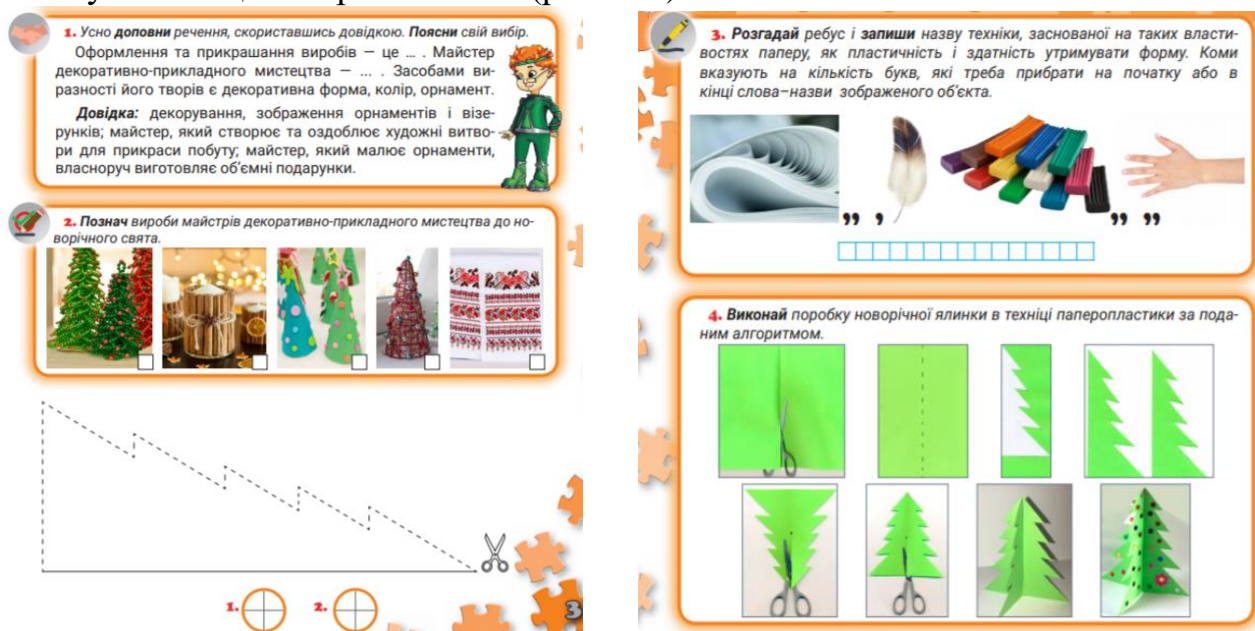 1. Усно доповни речення, скориставшись довідкою. Поясни свій вибір.
Оформлення та прикрашання виробів — це ... . Майстер
декоративно-прикладного мистецтва — ... . Засобами ви-
разності його творів є декоративна форма, колір, орнамент.
Довідка: декорування, зображення орнаментів і візе-
рунків; майстер, який створює та оздоблює художні витво-
ри для прикраси побуту; майстер, який малює орнаменти,
власноруч виготовляє об'ємні подарунки.
2. Познач вироби майстрів декоративно-прикладного мистецтва до но-
ворічного свята.
1. 2.
3
3. Розгадай ребус і запиши назву техніки, заснованої на таких власти-
востях паперу, як пластичність і здатність утримувати форму. Коми
вказують на кількість букв, які треба прибрати на початку або в
кінці слова–назви зображеного об'єкта.
,, , ,, ,,
4. Виконай поробку новорічної ялинки в техніці паперопластики за пода-
ним алгоритмом.